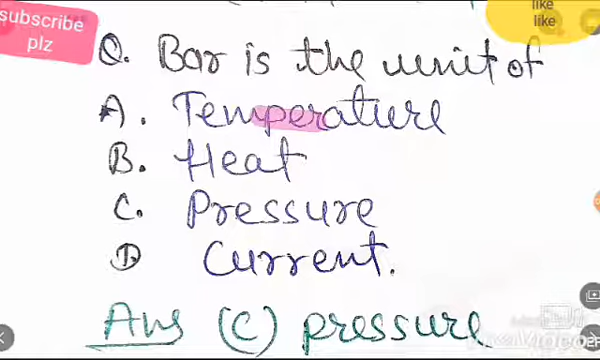 subscribe
plz
like
like
Q. Bar is the unit of
A. Temperature
B. Heat
C. Pressure
D. Current.
Ans (C) pressure